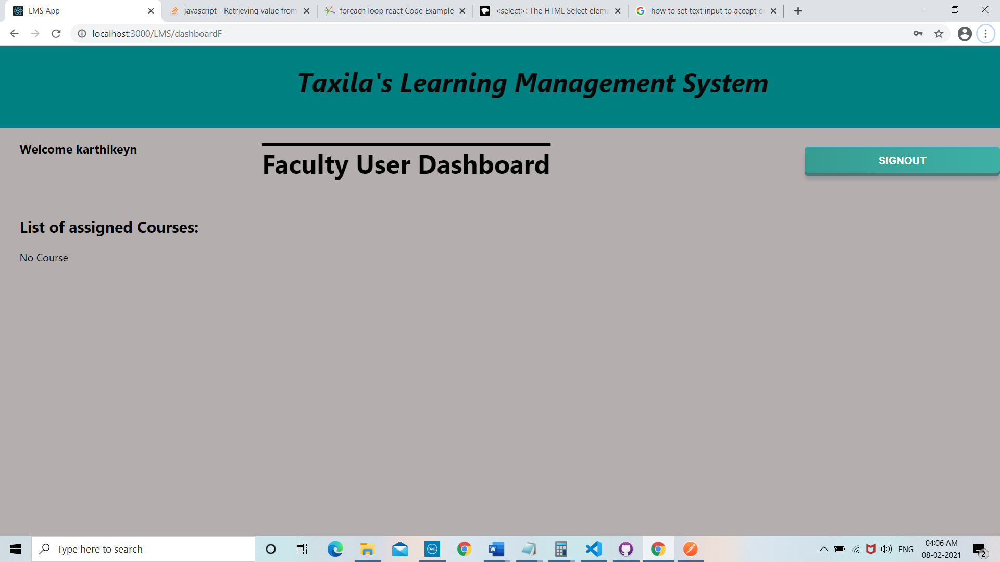 LMS App
javascript - Retrieving value from
foreach loop react Code Example
<select>: The HTML Select eleme
how to set text input to accept o
localhost:3000/LMS/dashboardF
Taxila's Learning Management System
Welcome karthikeyn
Faculty User Dashboard
SIGNOUT
List of assigned Courses:
No Course
Type here to search
DELL
W
ENG
04:06 AM
08-02-2021
2